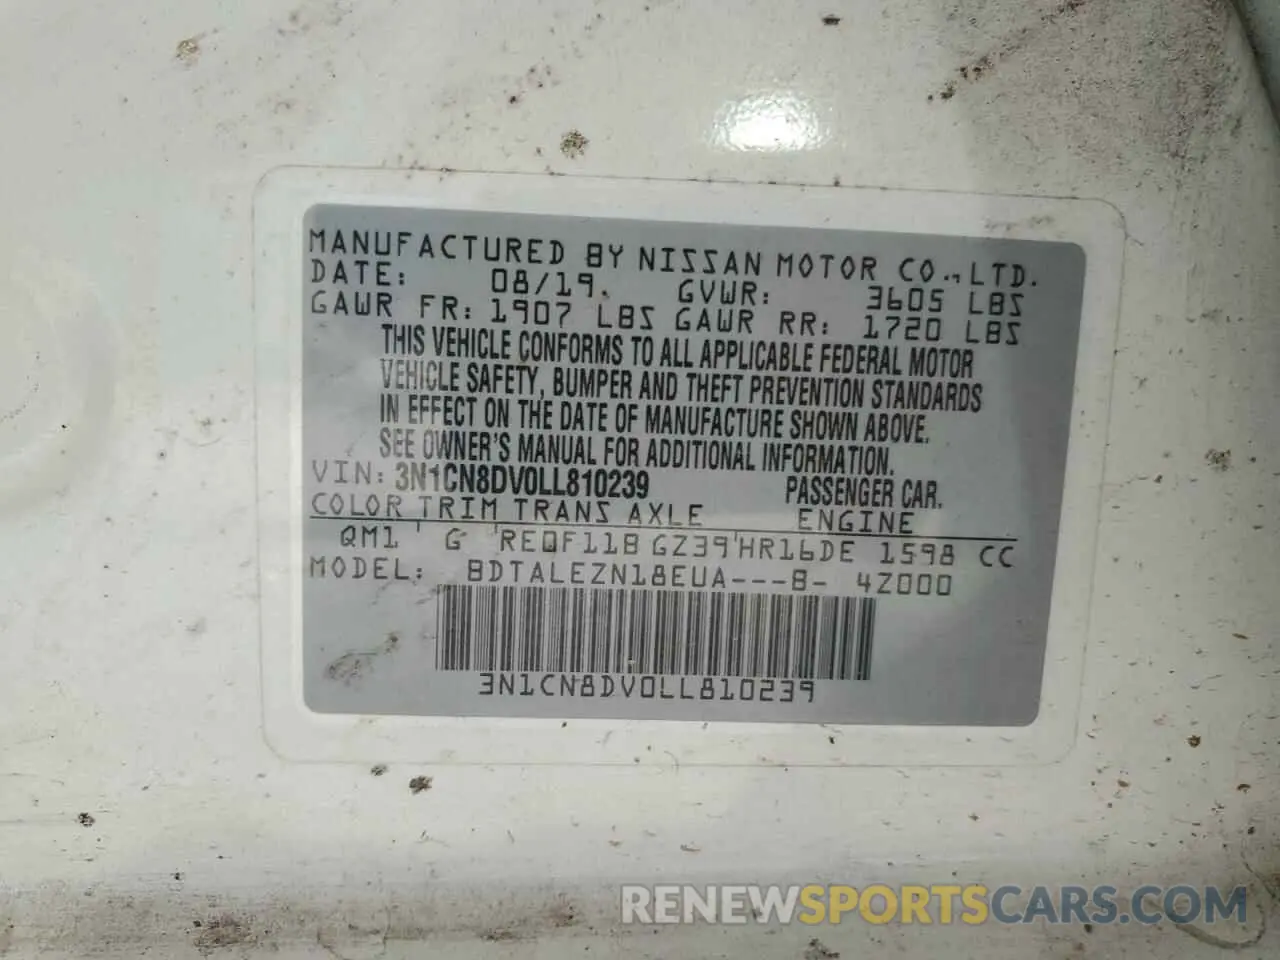 MANUFACTURED BY NISSAN MOTOR CO., LTD.
DATE: 08/19. GVWR: 3605 LBS
GAWR FR: 1907 LBS GAWR RR: 1720 LBS
THIS VEHICLE CONFORMS TO ALL APPLICABLE FEDERAL MOTOR
VEHICLE SAFETY, BUMPER AND THEFT PREVENTION STANDARDS
IN EFFECT ON THE DATE OF MANUFACTURE SHOWN ABOVE.
SEE OWNER'S MANUAL FOR ADDITIONAL INFORMATION.
VIN: 3N1CN8DV0LL810239 PASSENGER CAR.
COLOR TRIM TRANS AXLE ENGINE
QM1 ' G ' RE0F11B GZ39 ' HR16DE 1598 CC
MODEL: BDTALEZN18EUA---B- 4Z000
3N1CN8DV0LL810239
RENEWSPORTSCARS.COM